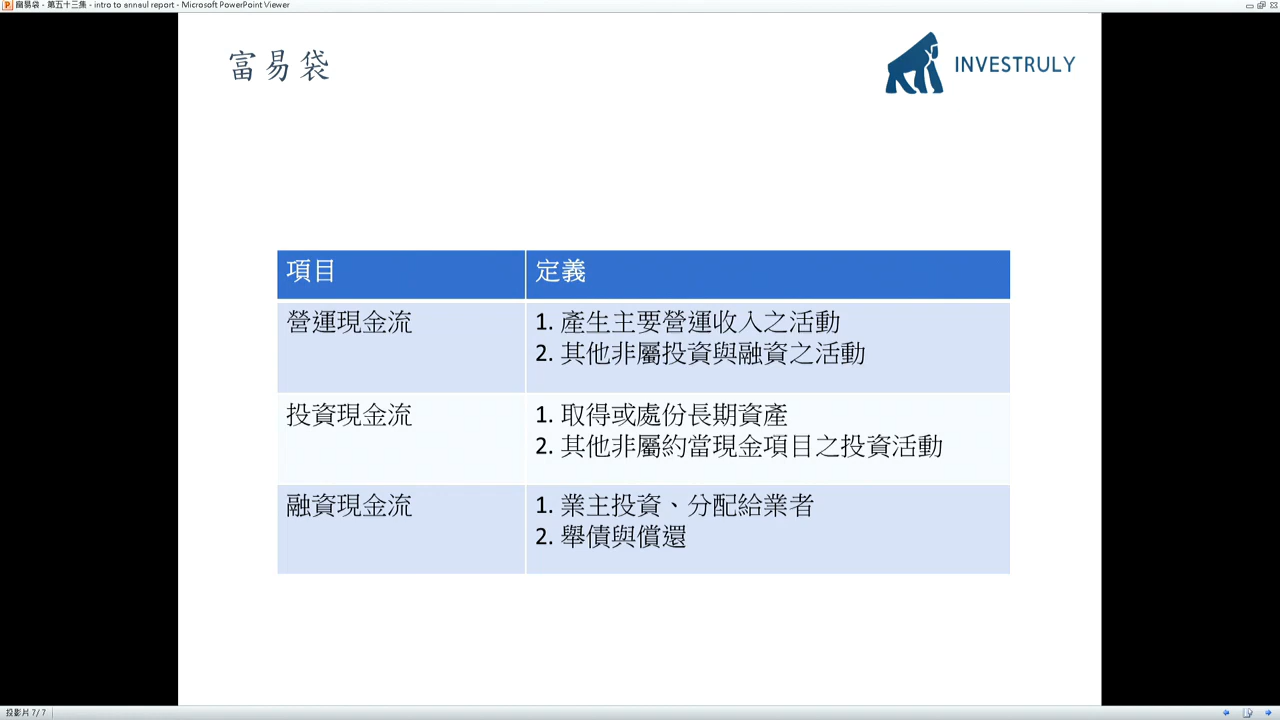 富易袋 - 第五十三集 - intro to annaul report - Microsoft PowerPoint Viewer
富易袋
INVESTRULY
項目 定義
營運現金流 1. 產生主要營運收入之活動
2. 其他非屬投資與融資之活動
投資現金流 1. 取得或處份長期資產
2. 其他非屬約當現金項目之投資活動
融資現金流 1. 業主投資、分配給業者
2. 舉債與償還
投影片 7/7